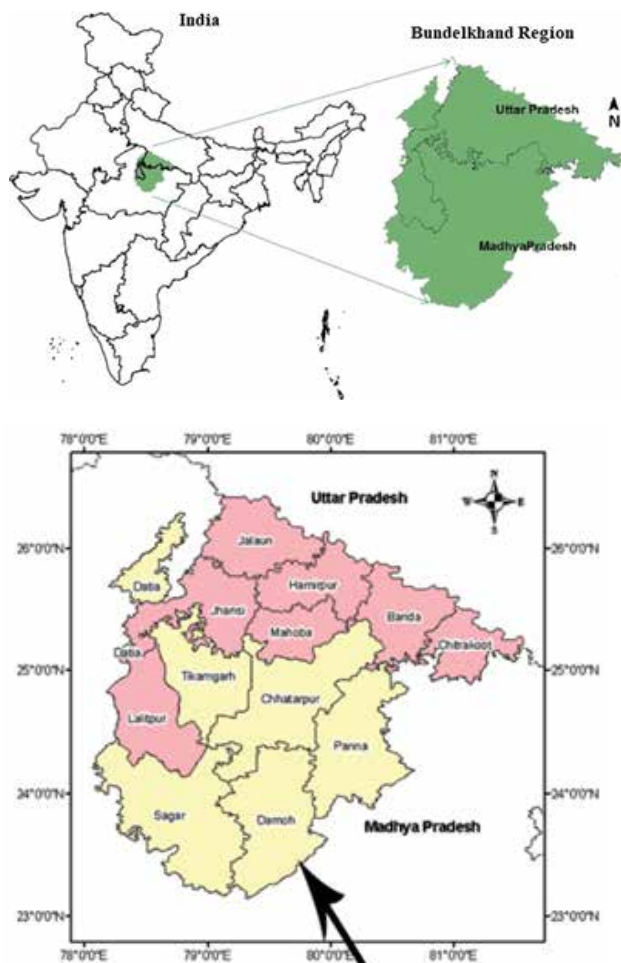 India
Bundelkhand Region
Uttar Pradesh
N
MadhyaPradesh
78°0'0"E 79°0'0"E 80°0'0"E 81°0'0"E
N
W E
S
Uttar Pradesh
26°0'0"N 26°0'0"N
Jalaun
Datia
Hamirpur
Jhansi
Banda
Mahoba
Datia
Chitrakoot
25°0'0"N 25°0'0"N
Tikamgarh
Chhatarpur
Lalitpur
Panna
24°0'0"N 24°0'0"N
Sagar
Damoh
Madhya Pradesh
23°0'0"N 23°0'0"N
78°0'0"E 79°0'0"E 80°0'0"E 81°0'0"E